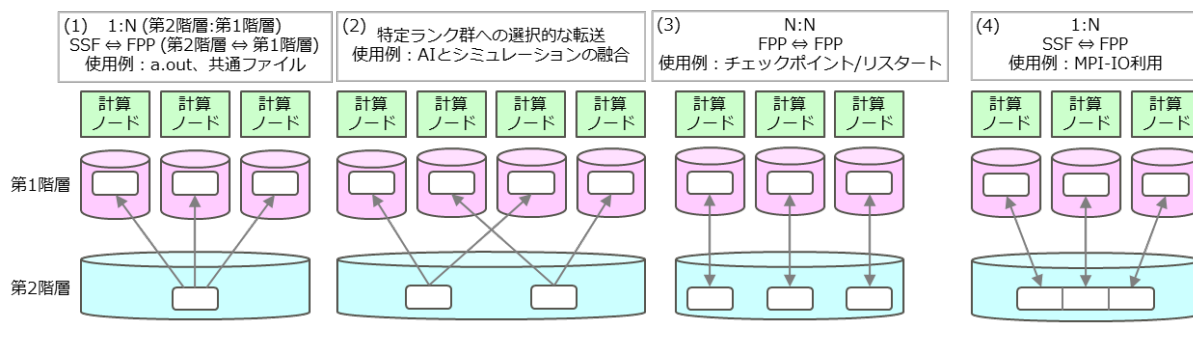 (1) 1:N (第2階層:第1階層)
SSF ⇔ FPP (第2階層 ⇔ 第1階層)
使用例：a.out、共通ファイル
(2)
特定ランク群への選択的な転送
使用例：AIとシミュレーションの融合
(3) N:N
FPP ⇔ FPP
使用例：チェックポイント/リスタート
(4) 1:N
SSF ⇔ FPP
使用例：MPI-IO利用
計算
ノード
計算
ノード
計算
ノード
計算
ノード
計算
ノード
計算
ノード
計算
ノード
計算
ノード
計算
ノード
計算
ノード
計算
ノード
計算
ノード
計算
ノード
第1階層
第2階層